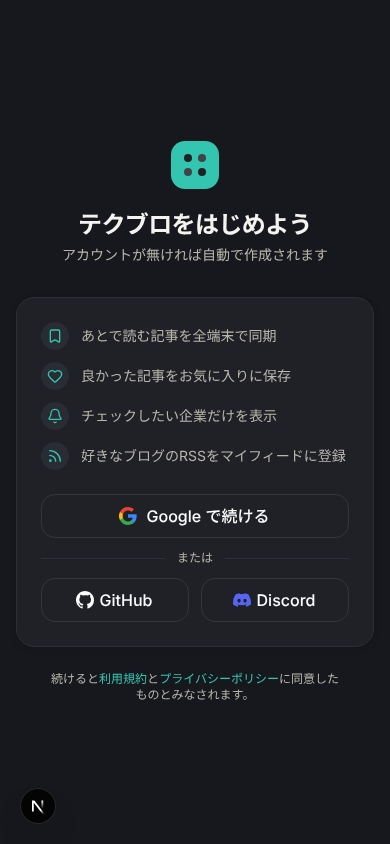 テクブロをはじめよう
アカウントが無ければ自動で作成されます
あとで読む記事を全端末で同期
良かった記事をお気に入りに保存
チェックしたい企業だけを表示
好きなブログのRSSをマイフィードに登録
Google で続ける
または
GitHub
Discord
続けると利用規約とプライバシーポリシーに同意した
ものとみなされます。
N